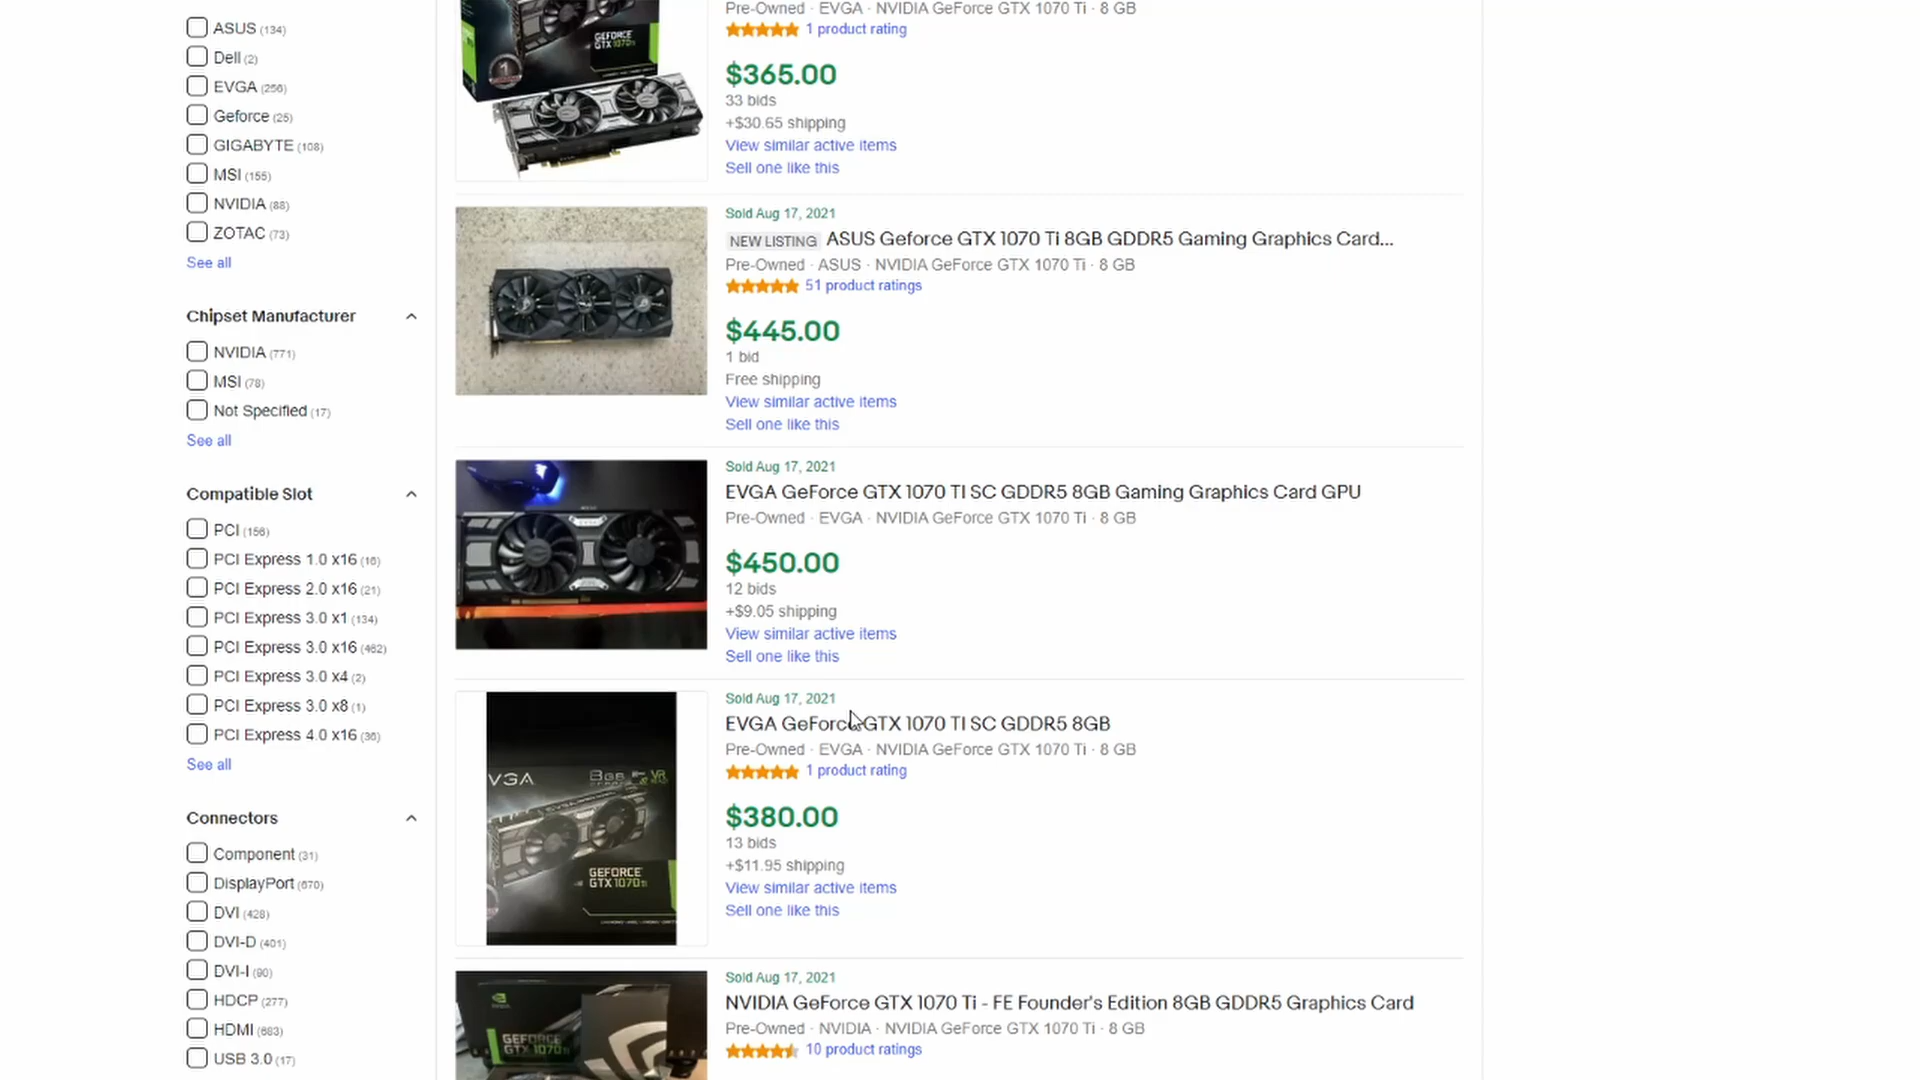 ASUS (134)
Dell (2)
EVGA (256)
Geforce (25)
GIGABYTE (108)
MSI (155)
NVIDIA (88)
ZOTAC (73)
See all
Chipset Manufacturer
NVIDIA (771)
MSI (78)
Not Specified (17)
See all
Compatible Slot
PCI (156)
PCI Express 1.0 x16 (16)
PCI Express 2.0 x16 (21)
PCI Express 3.0 x1 (134)
PCI Express 3.0 x16 (462)
PCI Express 3.0 x4 (2)
PCI Express 3.0 x8 (1)
PCI Express 4.0 x16 (36)
See all
Connectors
Component (31)
DisplayPort (670)
DVI (428)
DVI-D (401)
DVI-I (90)
HDCP (277)
HDMI (683)
USB 3.0 (17)
GEFORCE
GTX 1070Ti
Pre-Owned · EVGA · NVIDIA GeForce GTX 1070 Ti · 8 GB
1 product rating
$365.00
33 bids
+$30.65 shipping
View similar active items
Sell one like this
Sold Aug 17, 2021
NEW LISTING ASUS Geforce GTX 1070 Ti 8GB GDDR5 Gaming Graphics Card...
Pre-Owned · ASUS · NVIDIA GeForce GTX 1070 Ti · 8 GB
51 product ratings
$445.00
1 bid
Free shipping
View similar active items
Sell one like this
Sold Aug 17, 2021
EVGA GeForce GTX 1070 TI SC GDDR5 8GB Gaming Graphics Card GPU
Pre-Owned · EVGA · NVIDIA GeForce GTX 1070 Ti · 8 GB
$450.00
12 bids
+$9.05 shipping
View similar active items
Sell one like this
VGA 8GB VR
GEFORCE
GTX 1070Ti
Sold Aug 17, 2021
EVGA GeForce GTX 1070 TI SC GDDR5 8GB
Pre-Owned · EVGA · NVIDIA GeForce GTX 1070 Ti · 8 GB
1 product rating
$380.00
13 bids
+$11.95 shipping
View similar active items
Sell one like this
GEFORCE
GTX 1070Ti
Sold Aug 17, 2021
NVIDIA GeForce GTX 1070 Ti - FE Founder's Edition 8GB GDDR5 Graphics Card
Pre-Owned · NVIDIA · NVIDIA GeForce GTX 1070 Ti · 8 GB
10 product ratings